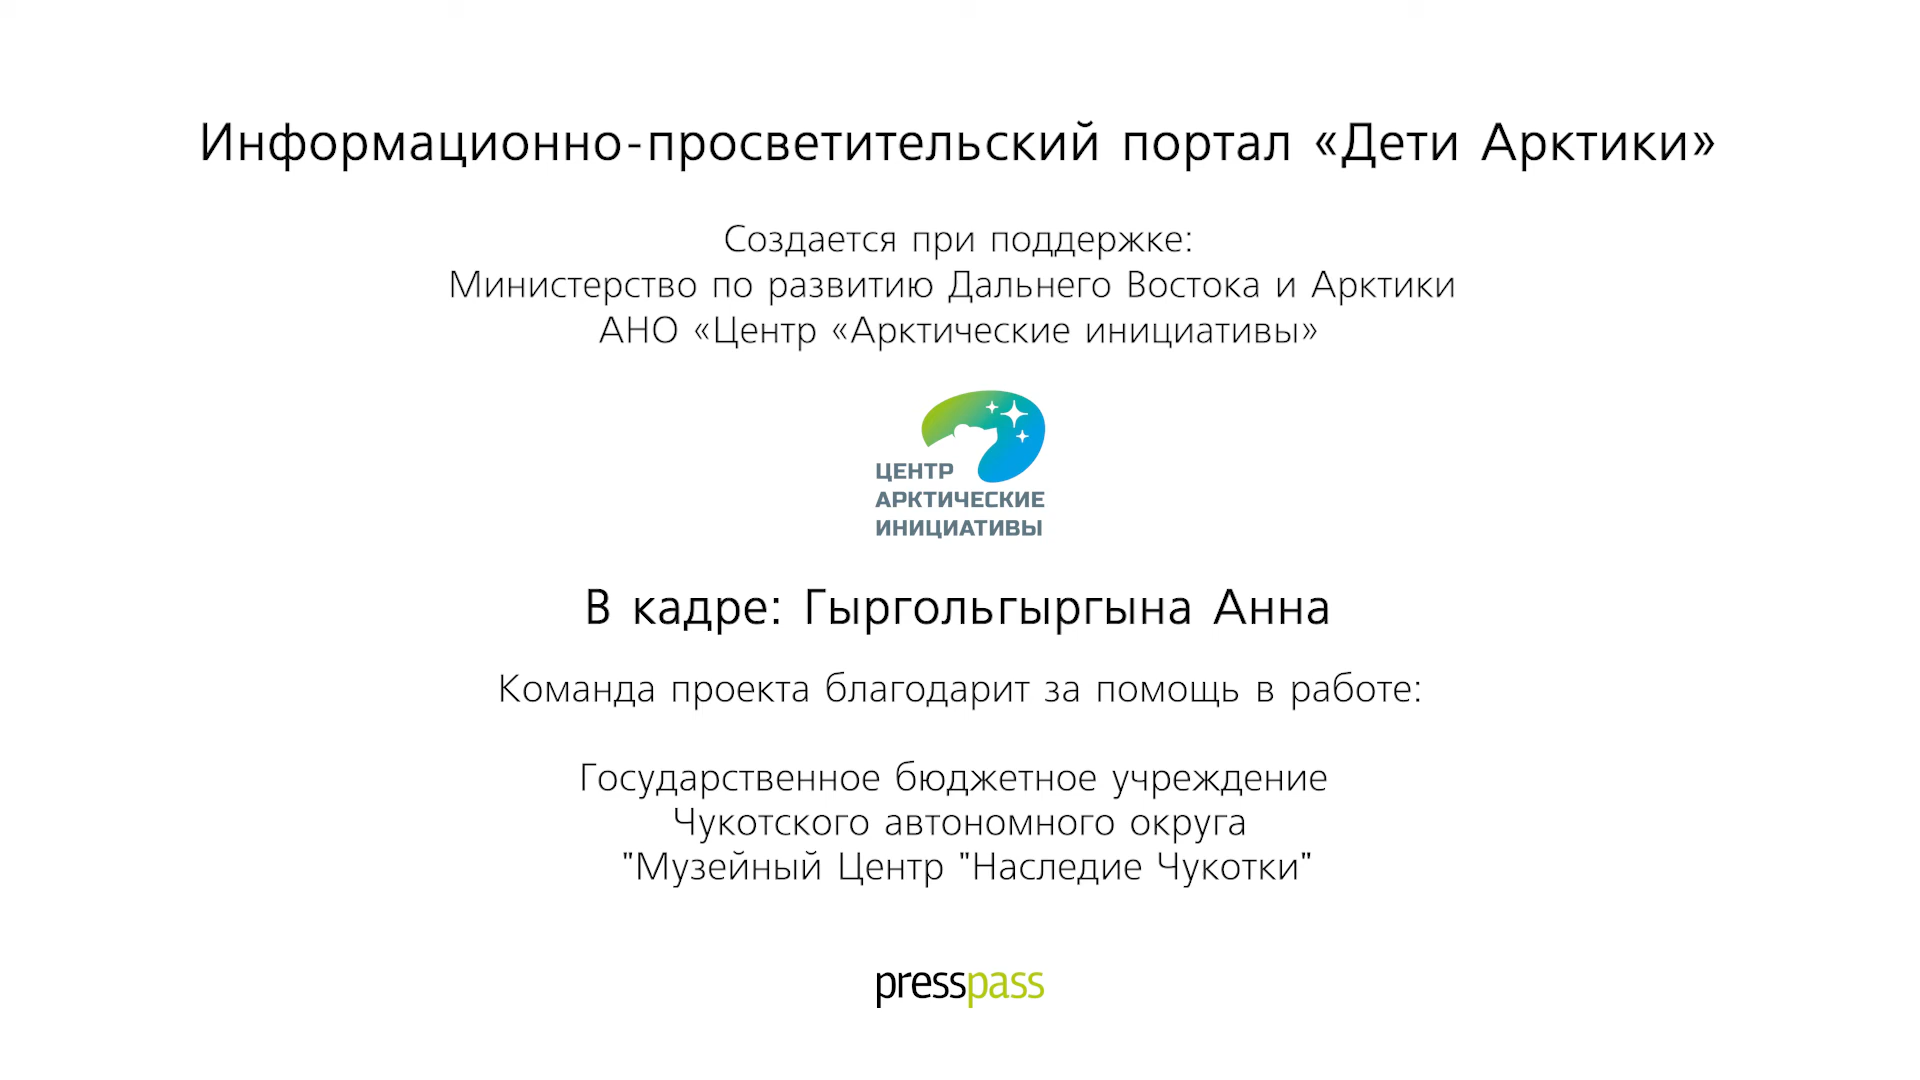 Информационно-просветительский портал «Дети Арктики»
Создается при поддержке:
Министерство по развитию Дальнего Востока и Арктики
АНО «Центр «Арктические инициативы»
ЦЕНТР
АРКТИЧЕСКИЕ
ИНИЦИАТИВЫ
В кадре: Гыргольгыргына Анна
Команда проекта благодарит за помощь в работе:
Государственное бюджетное учреждение
Чукотского автономного округа
"Музейный Центр "Наследие Чукотки"
presspass